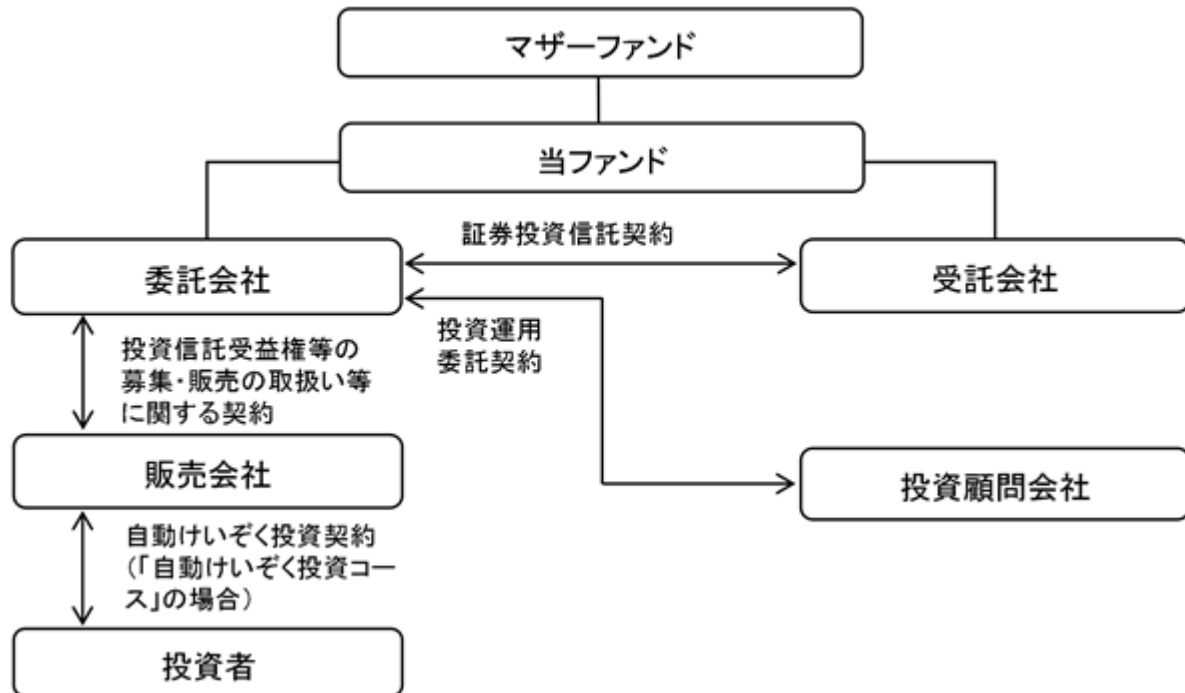 マザーファンド
当ファンド
証券投資信託契約
委託会社
受託会社
投資運用
委託契約
投資信託受益権等の
募集・販売の取扱い等
に関する契約
販売会社
投資顧問会社
自動けいぞく投資契約
(「自動けいぞく投資コー
ス」の場合)
投資者